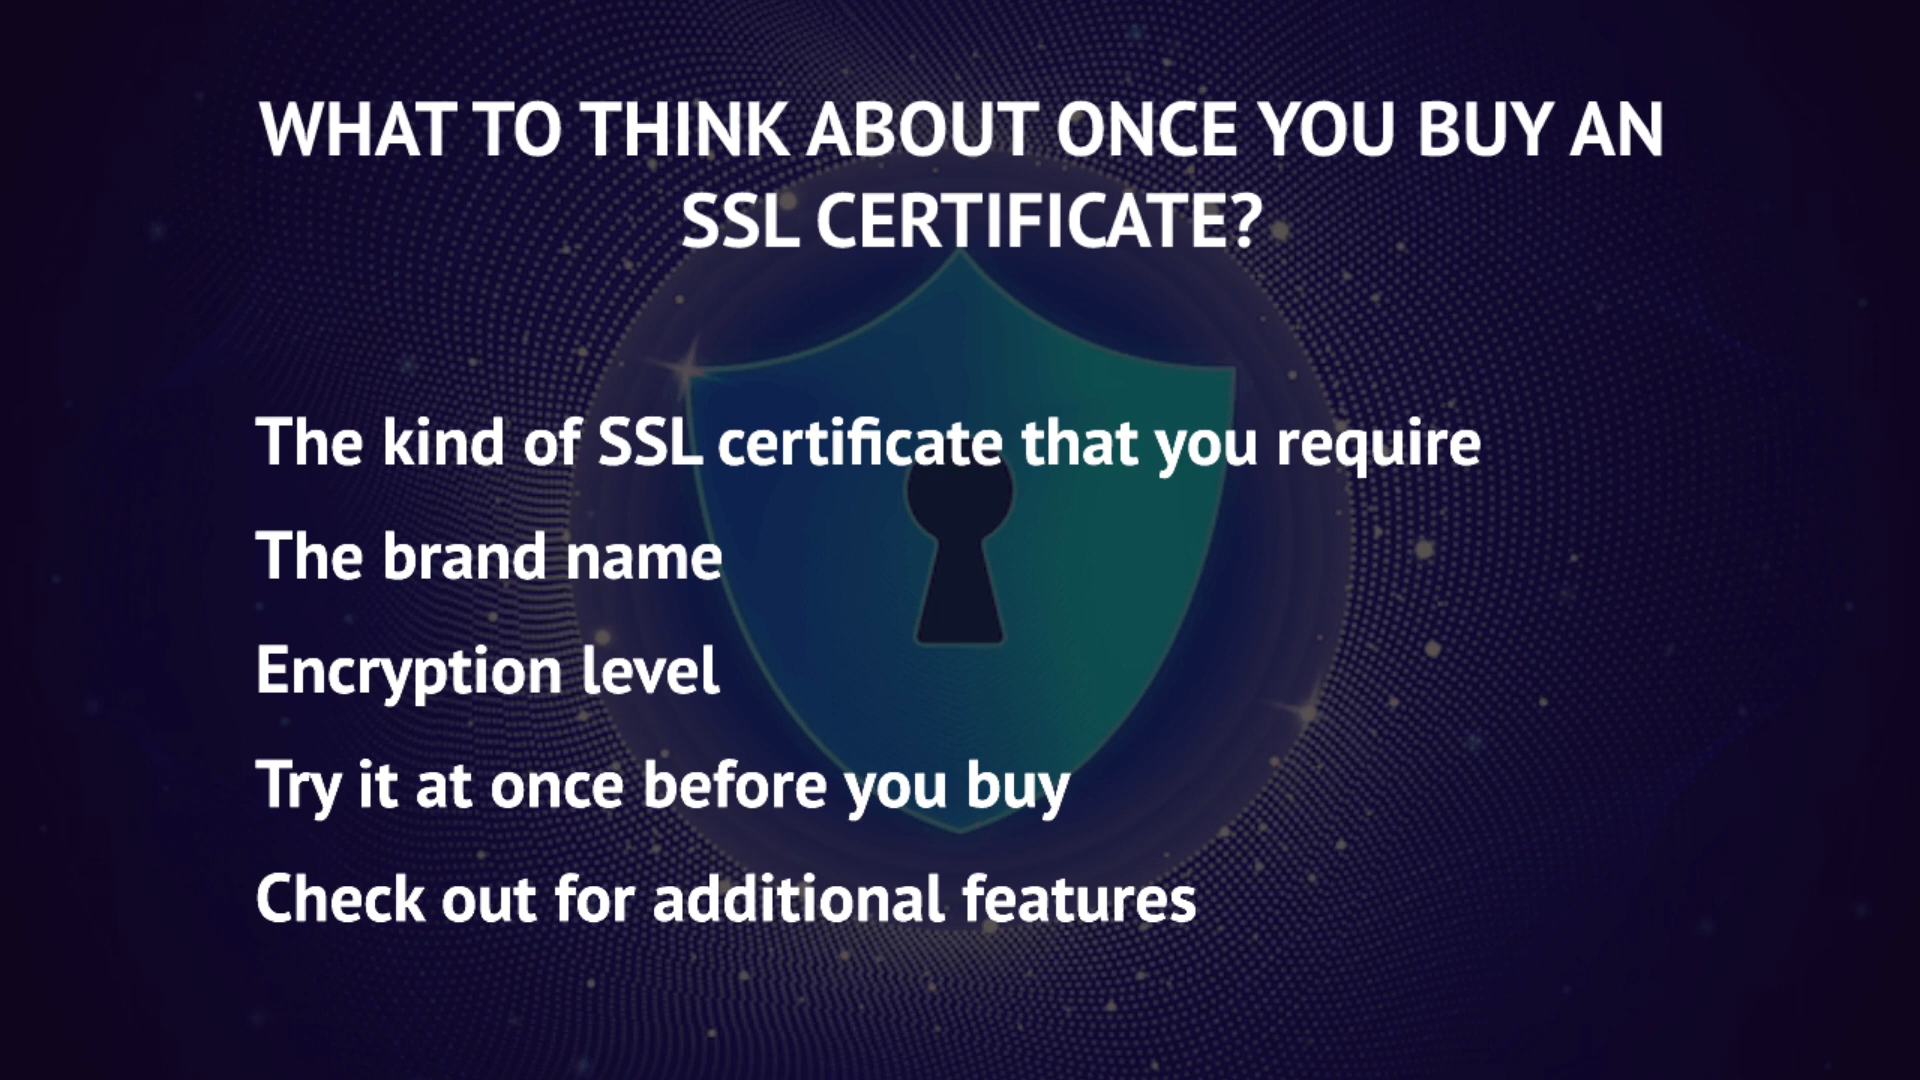 WHAT TO THINK ABOUT ONCE YOU BUY AN
SSL CERTIFICATE?
The kind of SSL certificate that you require
The brand name
Encryption level
Try it at once before you buy
Check out for additional features